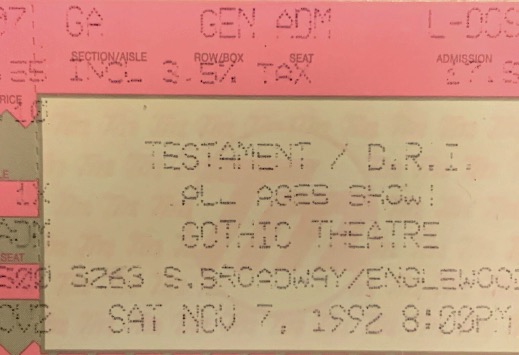 GA GEN ADM
SECTION/AISLE ROW/BOX SEAT ADMISSION
INCL 3.5% TAX
TESTAMENT / D.R.I.
ALL AGES SHOW!
GOTHIC THEATRE
SEAT
3263 S.BROADWAY/ENGLEWOOD
SAT NOV 7, 1992 8:00PM